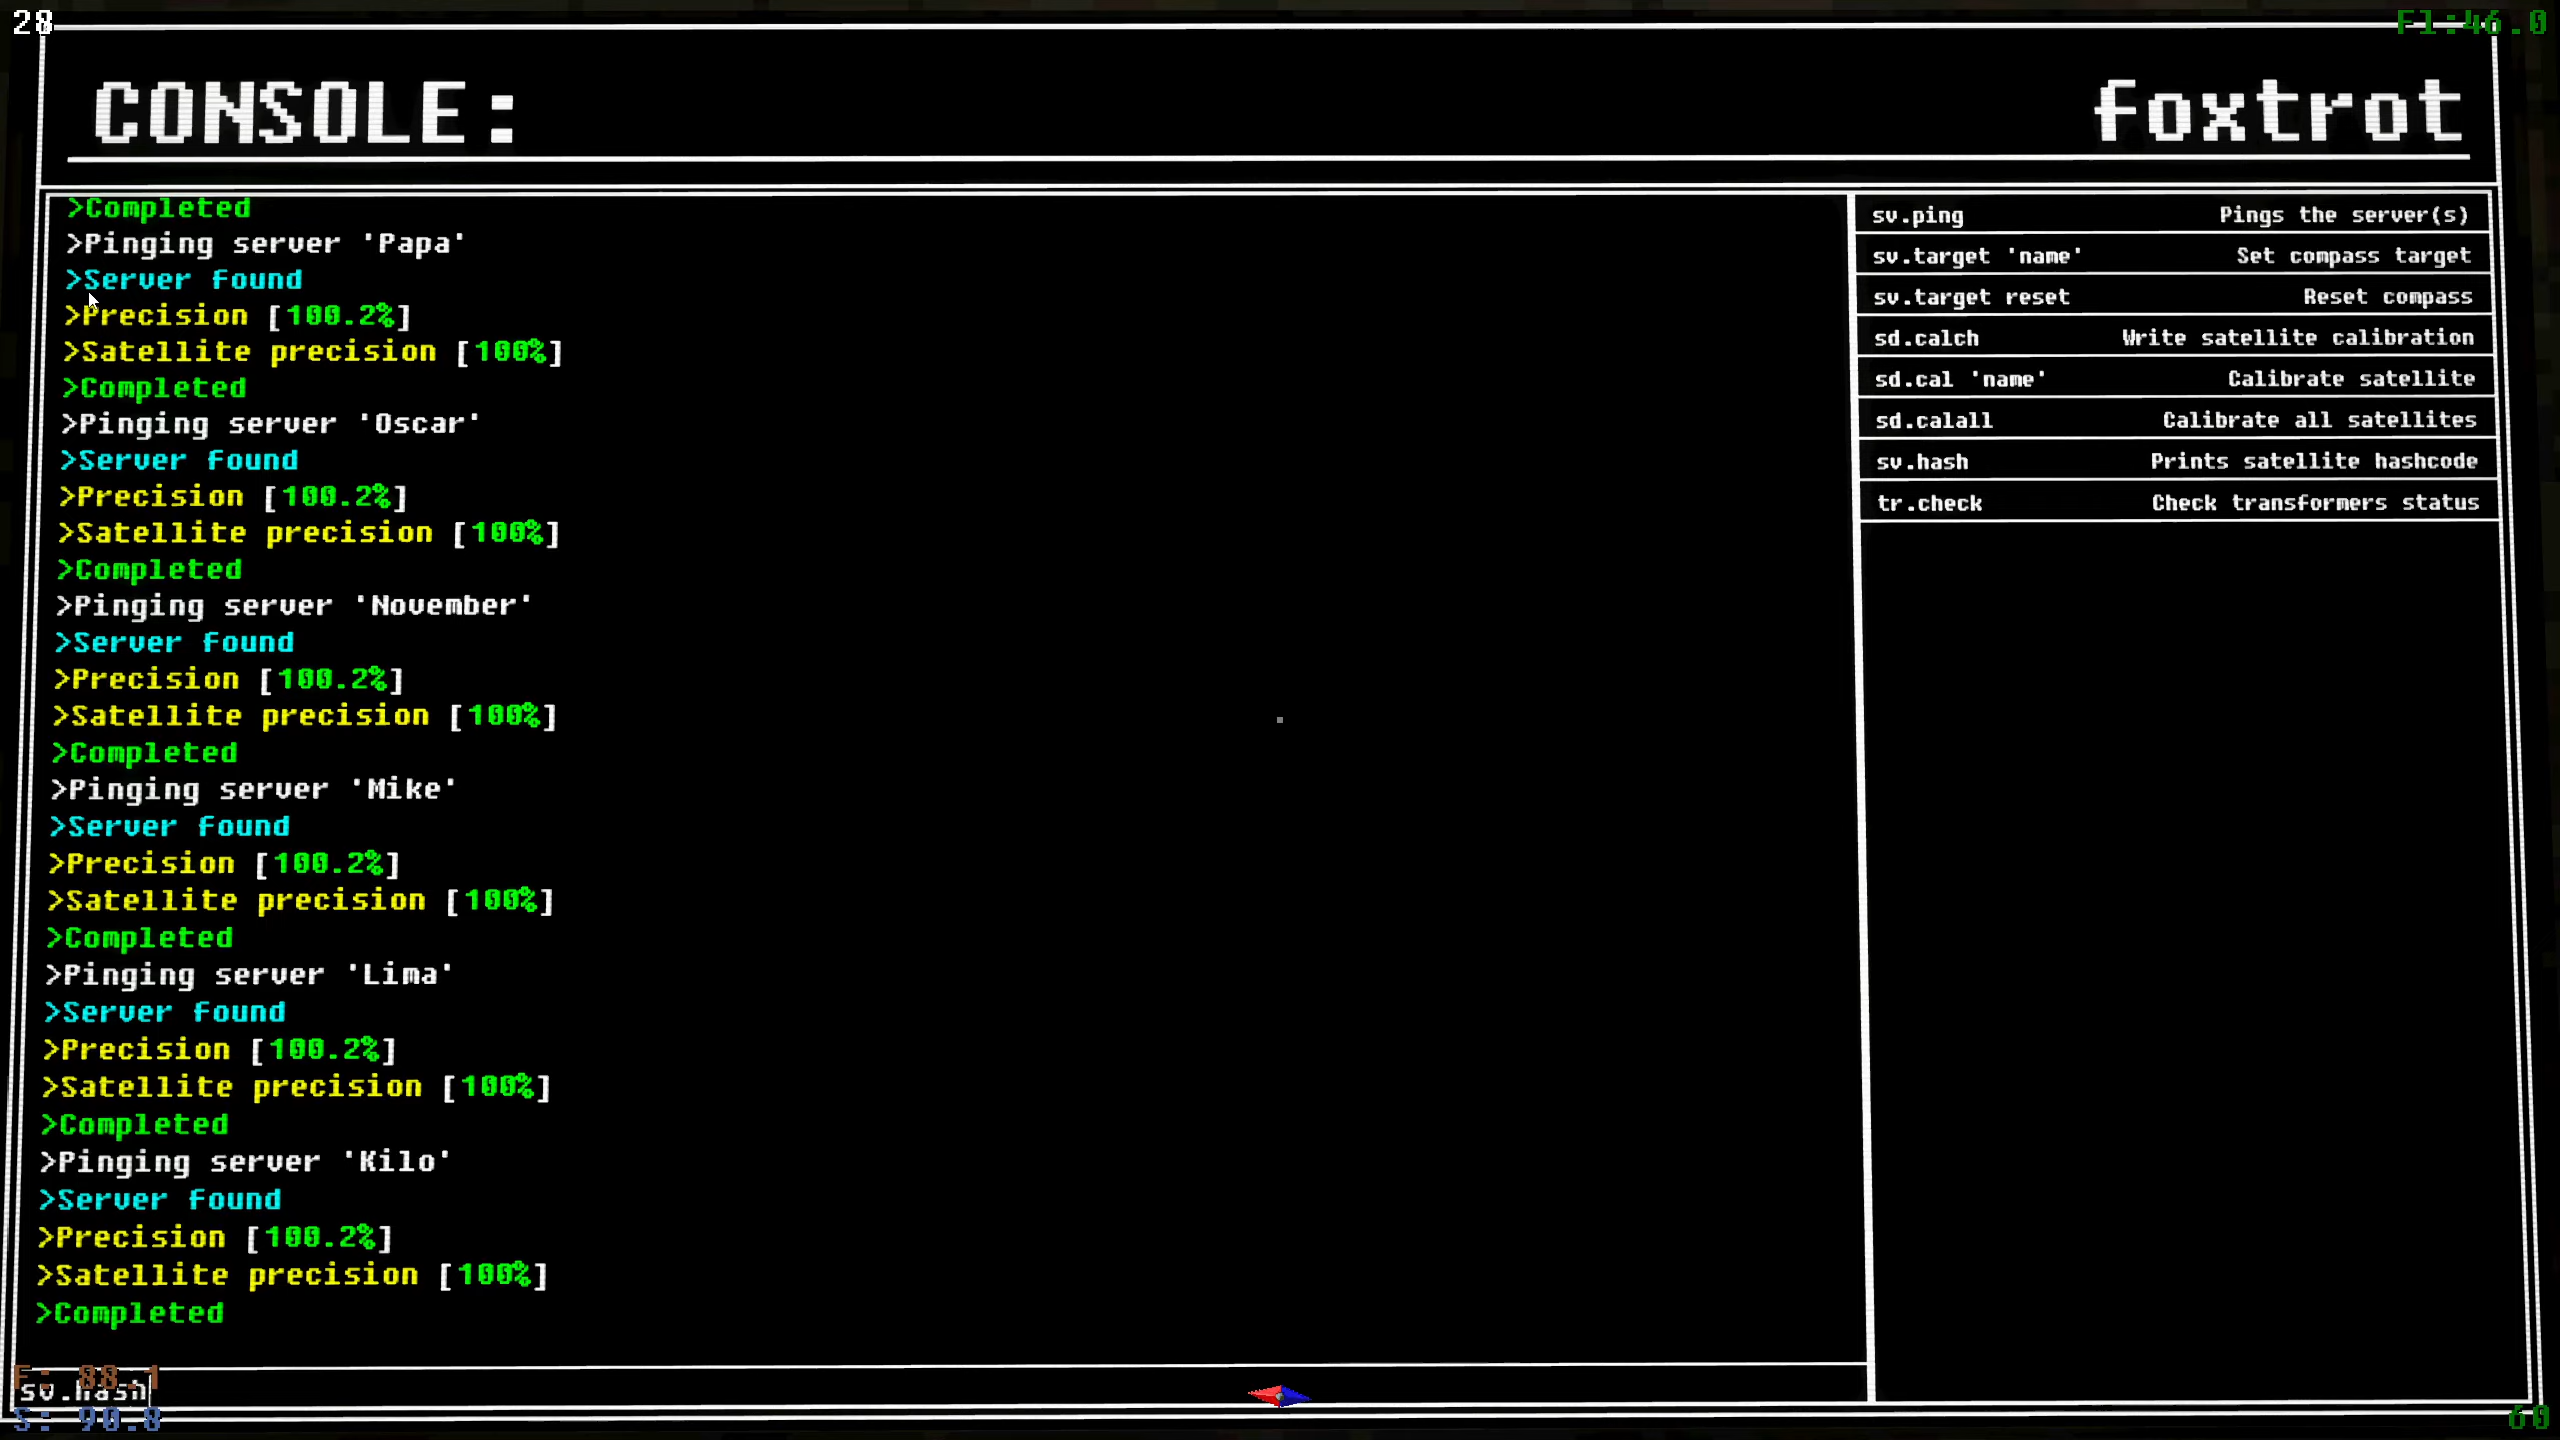 28
Fl:46.0
CONSOLE:
foxtrot
>Completed
>Pinging server 'Papa'
>Server found
>Precision [100.2%]
>Satellite precision [100%]
>Completed
>Pinging server 'Oscar'
>Server found
>Precision [100.2%]
>Satellite precision [100%]
>Completed
>Pinging server 'November'
>Server found
>Precision [100.2%]
>Satellite precision [100%]
>Completed
>Pinging server 'Mike'
>Server found
>Precision [100.2%]
>Satellite precision [100%]
>Completed
>Pinging server 'Lima'
>Server found
>Precision [100.2%]
>Satellite precision [100%]
>Completed
>Pinging server 'Kilo'
>Server found
>Precision [100.2%]
>Satellite precision [100%]
>Completed
sv.ping Pings the server(s)
sv.target 'name' Set compass target
sv.target reset Reset compass
sd.calch Write satellite calibration
sd.cal 'name' Calibrate satellite
sd.calall Calibrate all satellites
sv.hash Prints satellite hashcode
tr.check Check transformers status
sv.hash
S: 90.8
60